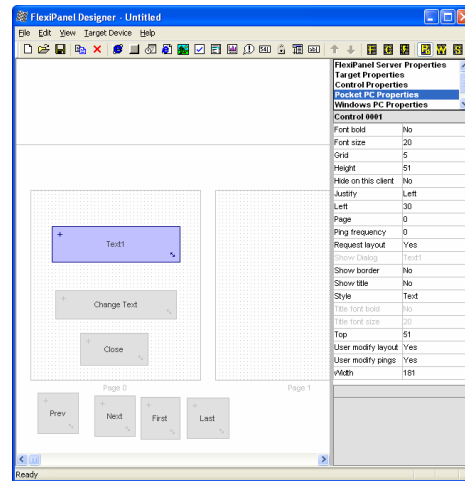 FlexiPanel Designer - Untitled
File Edit View Target Device Help
FlexiPanel Server Properties
Target Properties
Control Properties
Pocket PC Properties
Windows PC Properties
Control 0001
Font bold No
Font size 20
Grid 5
Height 51
Hide on this client No
Justify Left
Left 30
Page 0
Ping frequency 0
Request layout Yes
Show Dialog Text1
Show border No
Show title No
Style Text
Title font bold No
Title font size 20
Top 51
User modify layout Yes
User modify pings Yes
Width 181
Text1
Change Text
Close
Page 0 Page 1
Prev Next First Last
Ready